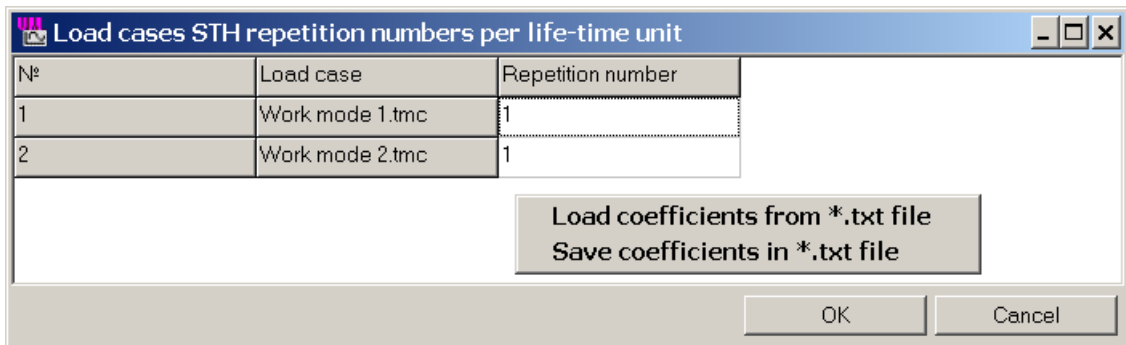 Load cases STH repetition numbers per life-time unit
№ Load case Repetition number
1 Work mode 1.tmc 1
2 Work mode 2.tmc 1
Load coefficients from *.txt file
Save coefficients in *.txt file
OK Cancel